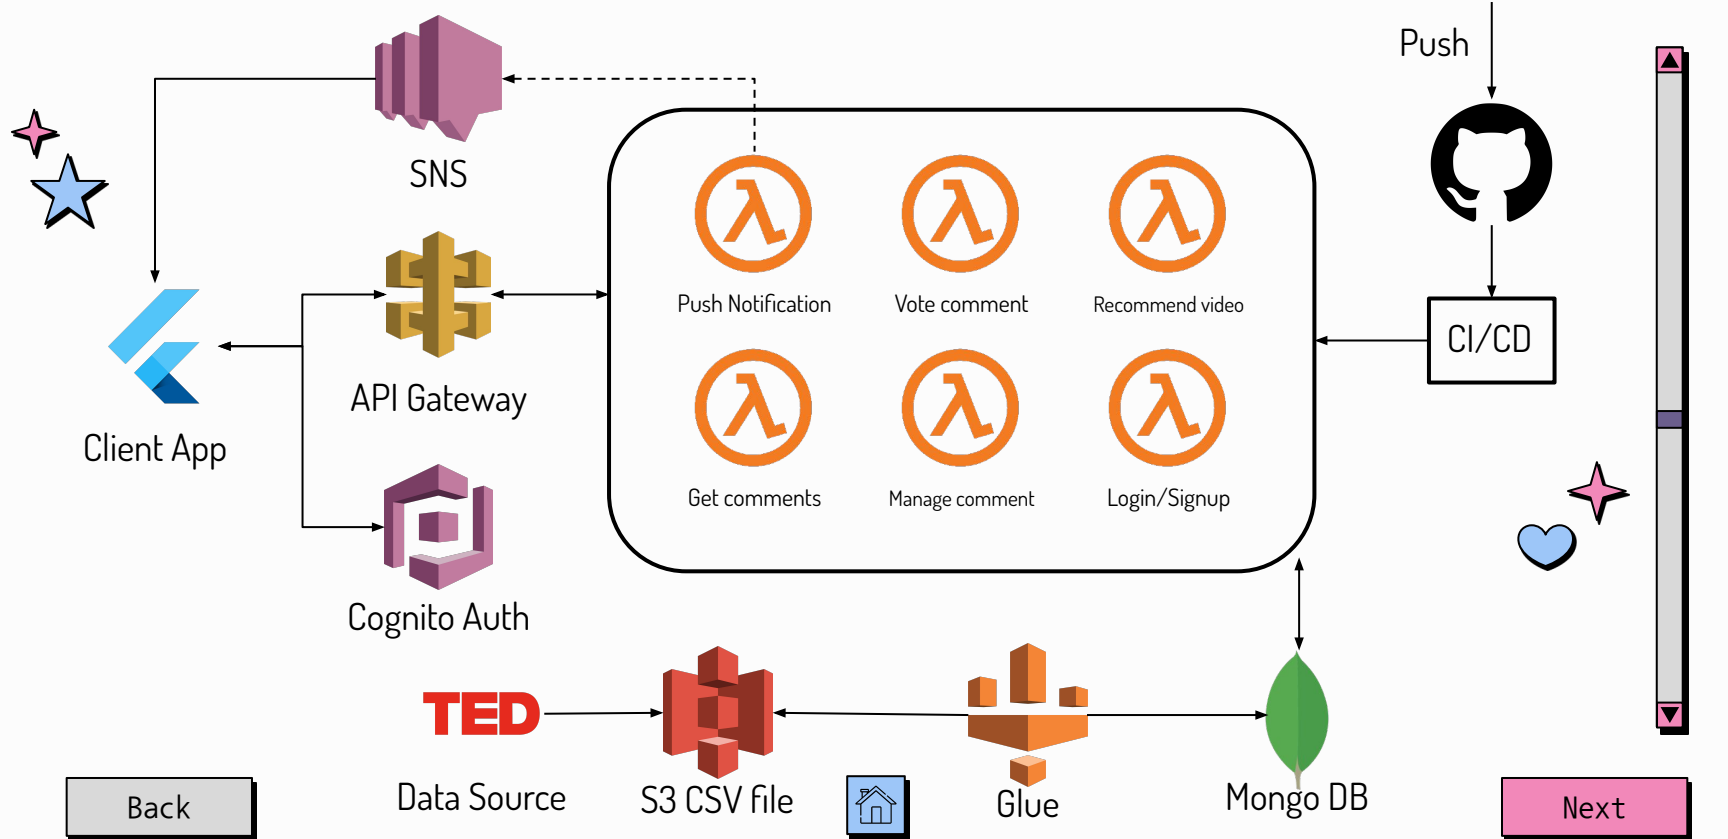 Push
SNS
Push Notification
Vote comment
Recommend video
CI/CD
API Gateway
Client App
Get comments
Manage comment
Login/Signup
Cognito Auth
TED
Data Source
S3 CSV file
Glue
Mongo DB
Back
Next